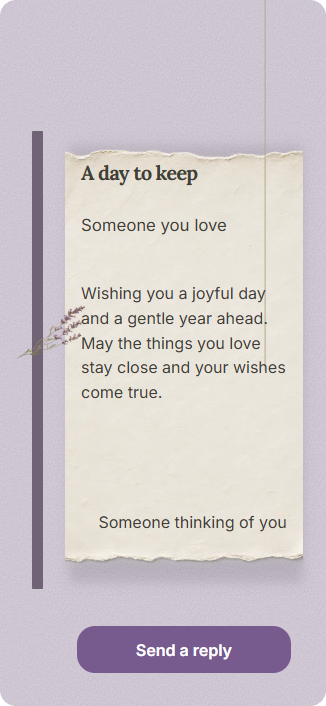 A day to keep
Someone you love
Wishing you a joyful day
and a gentle year ahead.
May the things you love
stay close and your wishes
come true.
Someone thinking of you
Send a reply